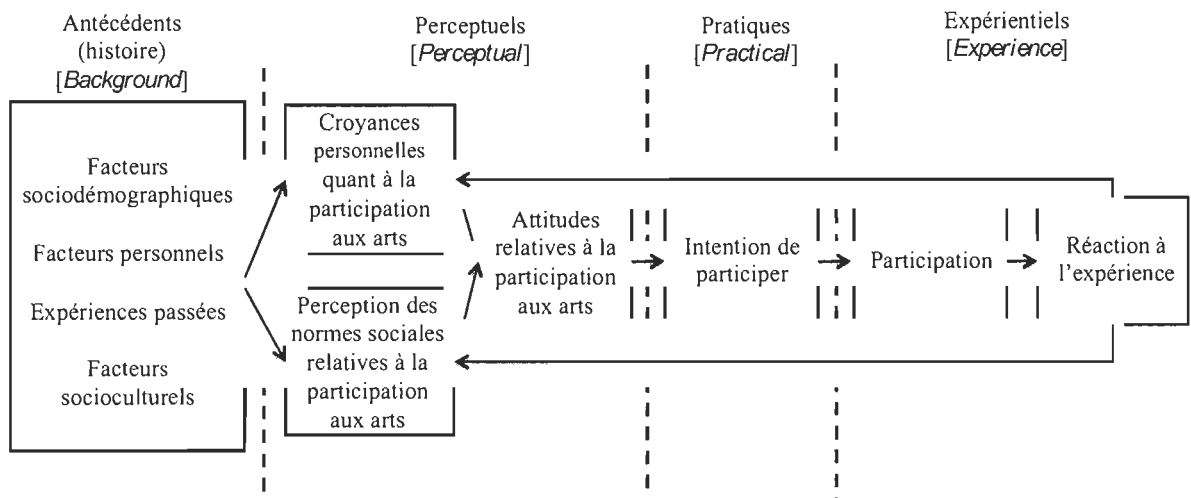 Antécédents
(histoire)
[Background]
Perceptuels
[Perceptual]
Pratiques
[Practical]
Expérientiels
[Experience]
Facteurs
sociodémographiques
Facteurs personnels
Expériences passées
Facteurs
socioculturels
Croyances
personnelles
quant à la
participation
aux arts
Perception des
normes sociales
relatives à la
participation
aux arts
Attitudes
relatives à la
participation
aux arts
Intention de
participer
Participation
Réaction à
l'expérience